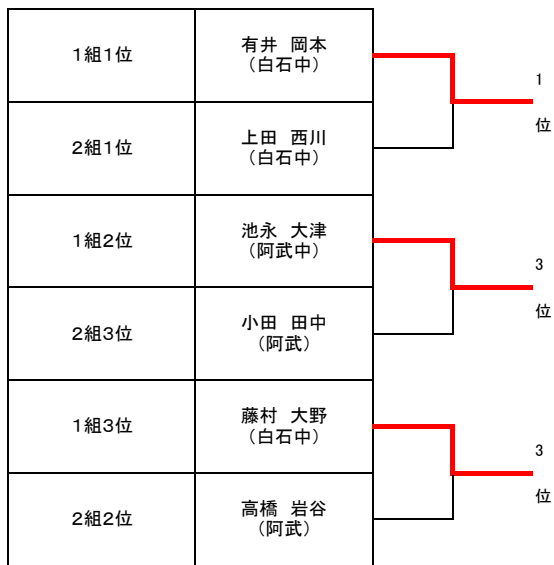 1組1位
有井　岡本
（白石中）
1
位
2組1位
上田　西川
（白石中）
1組2位
池永　大津
(阿武中)
3
位
2組3位
小田　田中
（阿武）
1組3位
藤村　大野
（白石中）
3
位
2組2位
高橋　岩谷
（阿武）